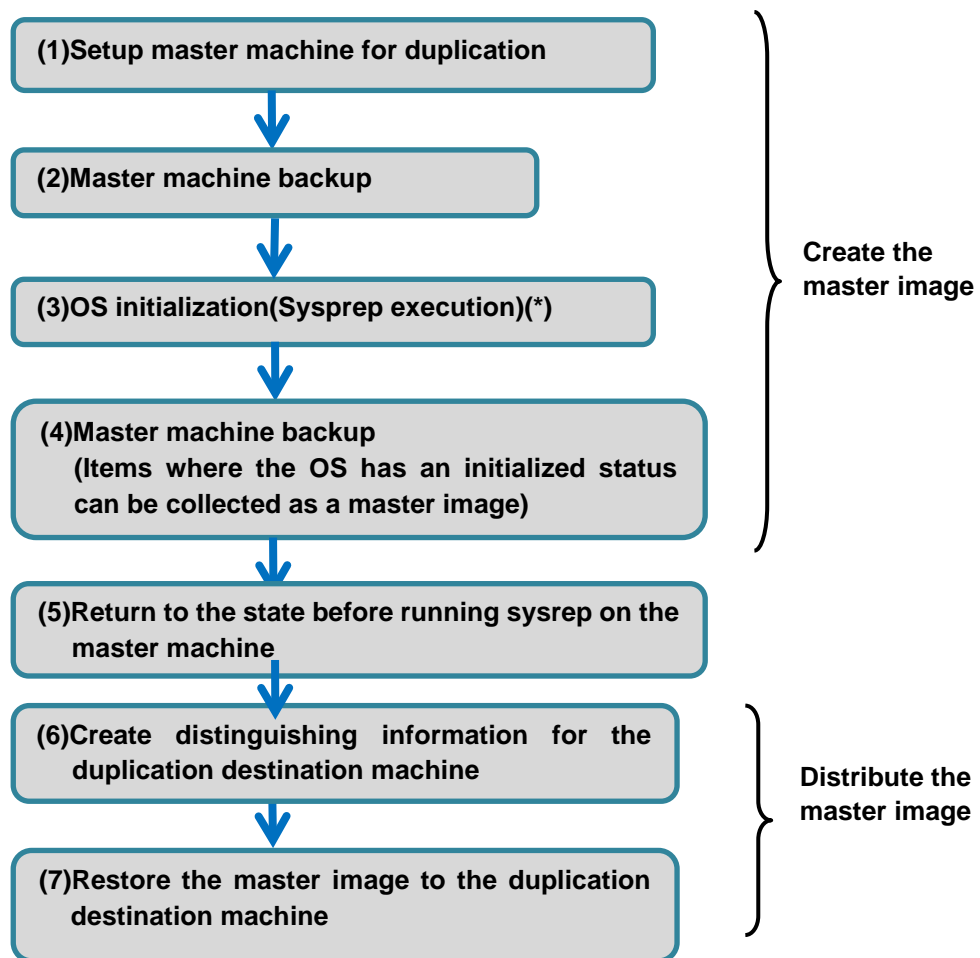 (1)Setup master machine for duplication
(2)Master machine backup
(3)OS initialization(Sysprep execution)(*)
(4)Master machine backup
(Items where the OS has an initialized status
can be collected as a master image)
Create the
master image
(5)Return to the state before running sysrep on the
master machine
(6)Create distinguishing information for the
duplication destination machine
(7)Restore the master image to the duplication
destination machine
Distribute the
master image